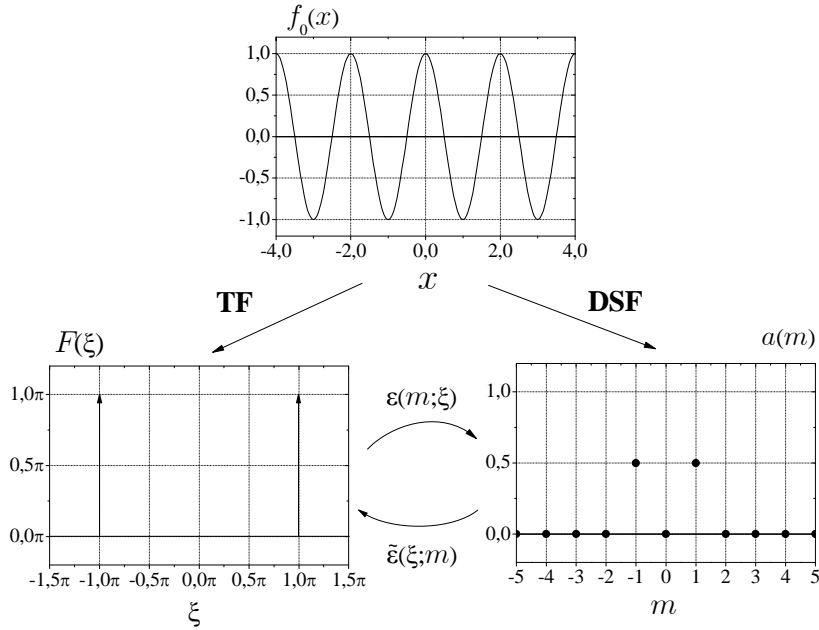 f₀(x)
1,0
0,5
0,0
-0,5
-1,0
-4,0 -2,0 0,0 2,0 4,0
x
TF
DSF
F(ξ)
1,0π
0,5π
0,0π
-1,5π -1,0π -0,5π 0,0π 0,5π 1,0π 1,5π
ξ
ε(m;ξ)
ε̃(ξ;m)
a(m)
1,0
0,5
0,0
-5 -4 -3 -2 -1 0 1 2 3 4 5
m